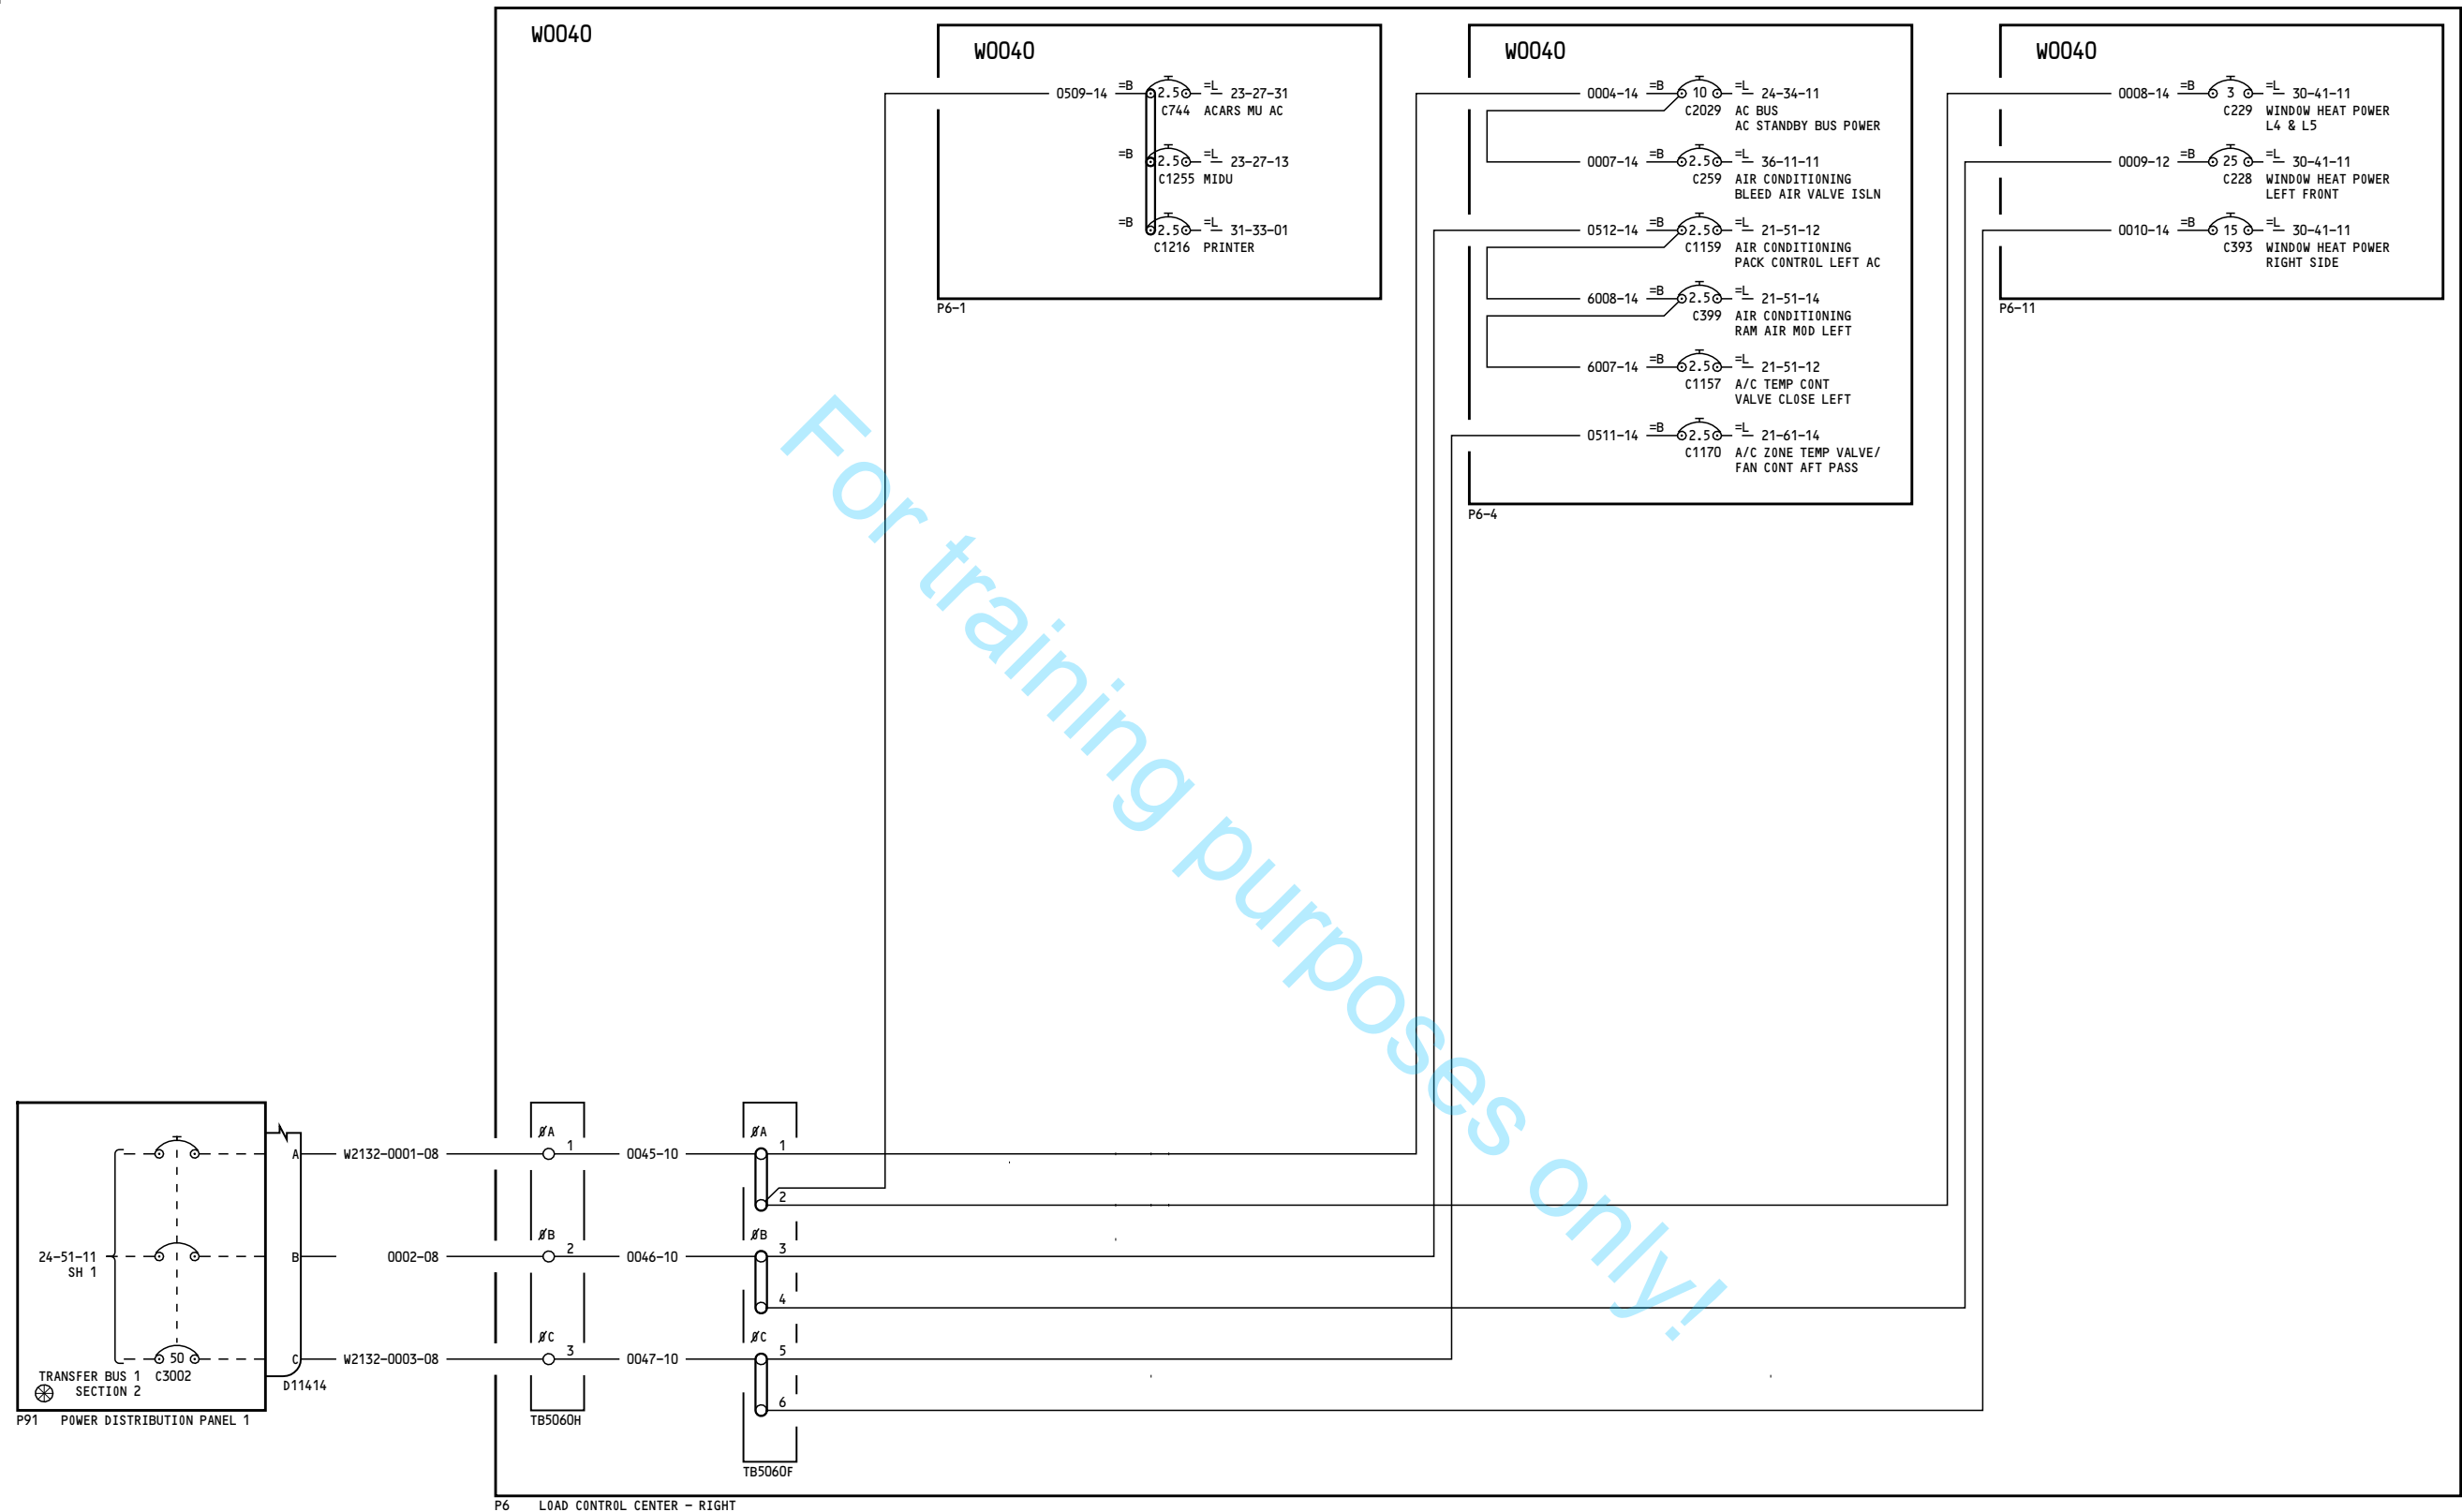 W0040
W0040
0509-14 =B 2.5 =L 23-27-31
C744 ACARS MU AC
=B 2.5 =L 23-27-13
C1255 MIDU
=B 2.5 =L 31-33-01
C1216 PRINTER
P6-1
W0040
0004-14 =B 10 =L 24-34-11
C2029 AC BUS
AC STANDBY BUS POWER
0007-14 =B 2.5 =L 36-11-11
C259 AIR CONDITIONING
BLEED AIR VALVE ISLN
0512-14 =B 2.5 =L 21-51-12
C1159 AIR CONDITIONING
PACK CONTROL LEFT AC
6008-14 =B 2.5 =L 21-51-14
C399 AIR CONDITIONING
RAM AIR MOD LEFT
6007-14 =B 2.5 =L 21-51-12
C1157 A/C TEMP CONT
VALVE CLOSE LEFT
0511-14 =B 2.5 =L 21-61-14
C1170 A/C ZONE TEMP VALVE/
FAN CONT AFT PASS
P6-4
W0040
0008-14 =B 3 =L 30-41-11
C229 WINDOW HEAT POWER
L4 & L5
0009-12 =B 25 =L 30-41-11
C228 WINDOW HEAT POWER
LEFT FRONT
0010-14 =B 15 =L 30-41-11
C393 WINDOW HEAT POWER
RIGHT SIDE
P6-11
For training purposes only!
ØA ØA
A W2132-0001-08 1 0045-10 1
2
ØB ØB
24-51-11 B 0002-08 2 0046-10 3
SH 1
4
ØC ØC
50 C W2132-0003-08 3 0047-10 5
TRANSFER BUS 1 C3002
SECTION 2
D11414
6
P91 POWER DISTRIBUTION PANEL 1
TB5060H
TB5060F
P6 LOAD CONTROL CENTER - RIGHT